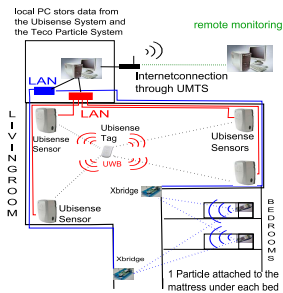 local PC stors data from
the Ubisense System and
the Teco Particle System
remote monitoring
LAN
Internetconnection
through UMTS
LAN
LIVINGROOM
Ubisense
Sensor
Ubisense
Tag
UWB
Ubisense
Sensors
Ubisense
Sensor
Xbridge
BEDROOMS
Xbridge
1 Particle attached to the
mattress under each bed